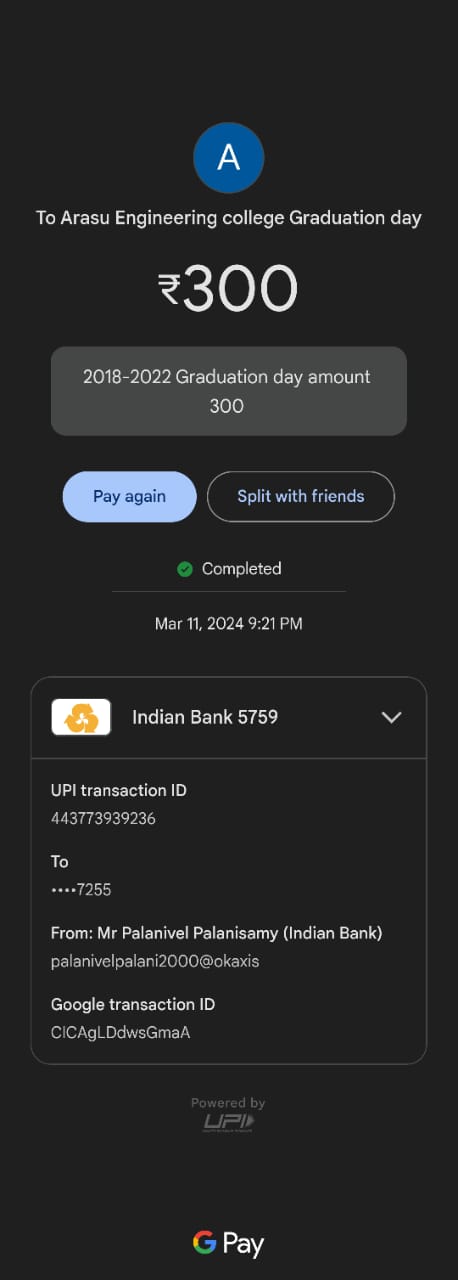 A
To Arasu Engineering college Graduation day
₹300
2018-2022 Graduation day amount
300
Pay again
Split with friends
Completed
Mar 11, 2024 9:21 PM
Indian Bank 5759
UPI transaction ID
443773939236
To
••••7255
From: Mr Palanivel Palanisamy (Indian Bank)
palanivelpalani2000@okaxis
Google transaction ID
CICAgLDdwsGmaA
Powered by
UPI
G Pay